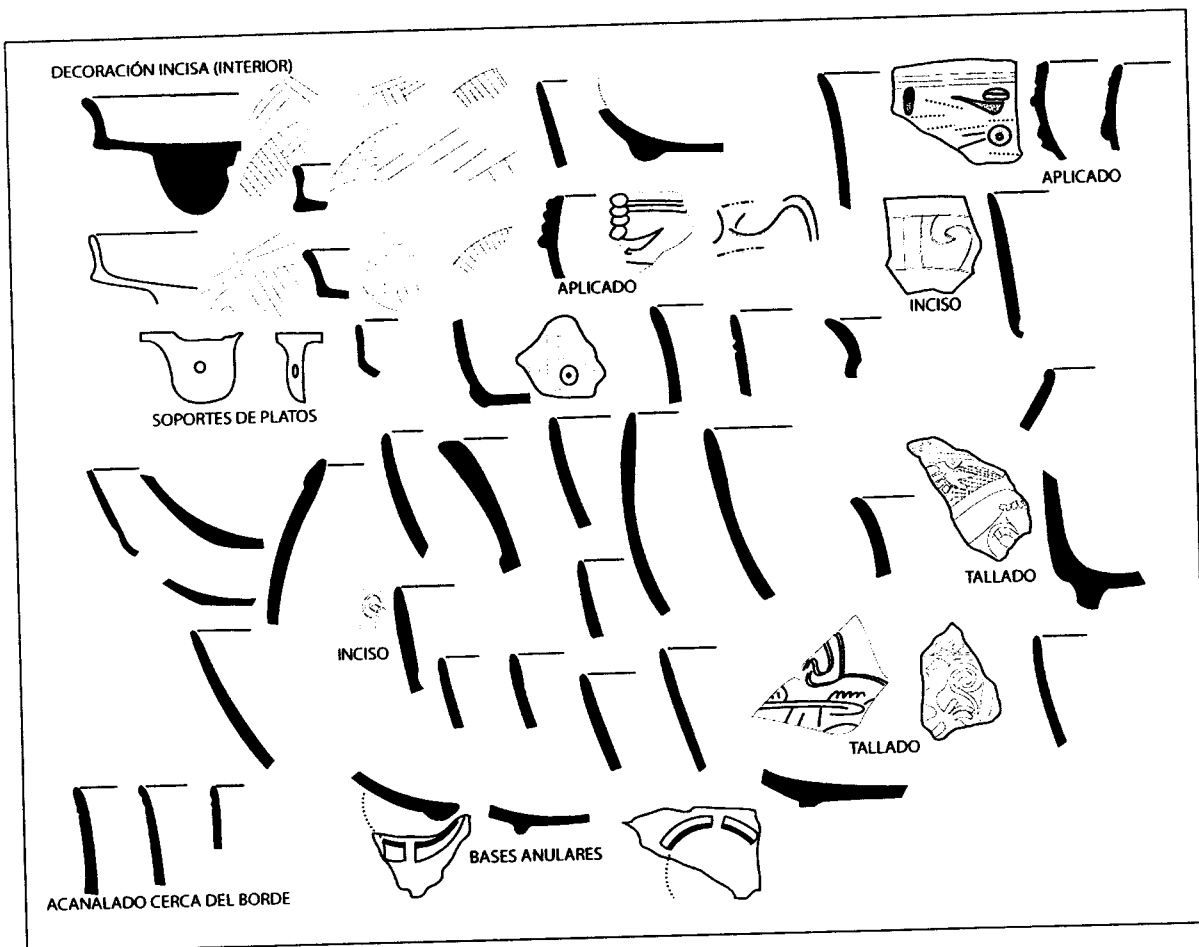 DECORACIÓN INCISA (INTERIOR)
APLICADO
APLICADO
INCISO
SOPORTES DE PLATOS
TALLADO
INCISO
TALLADO
BASES ANULARES
ACANALADO CERCA DEL BORDE